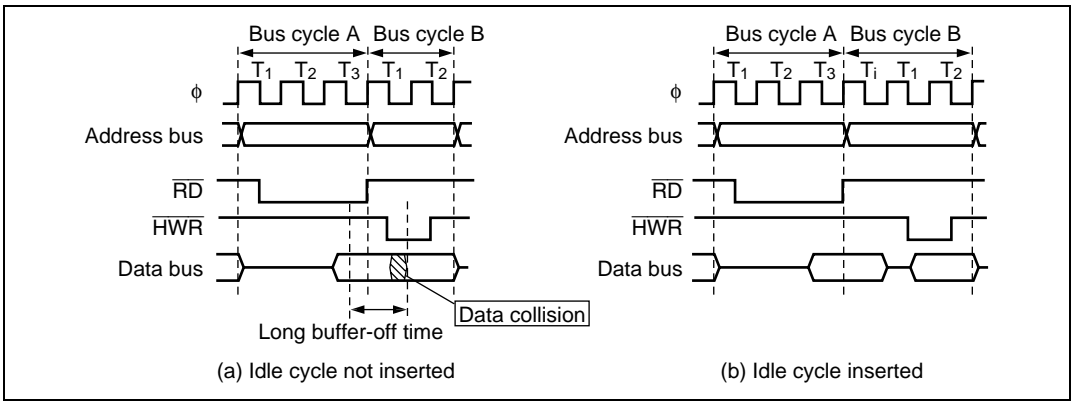 Bus cycle A Bus cycle B
T1 T2 T3 T1 T2
ϕ
Address bus
RD
HWR
Data bus
Data collision
Long buffer-off time
(a) Idle cycle not inserted
Bus cycle A Bus cycle B
T1 T2 T3 Ti T1 T2
ϕ
Address bus
RD
HWR
Data bus
(b) Idle cycle inserted